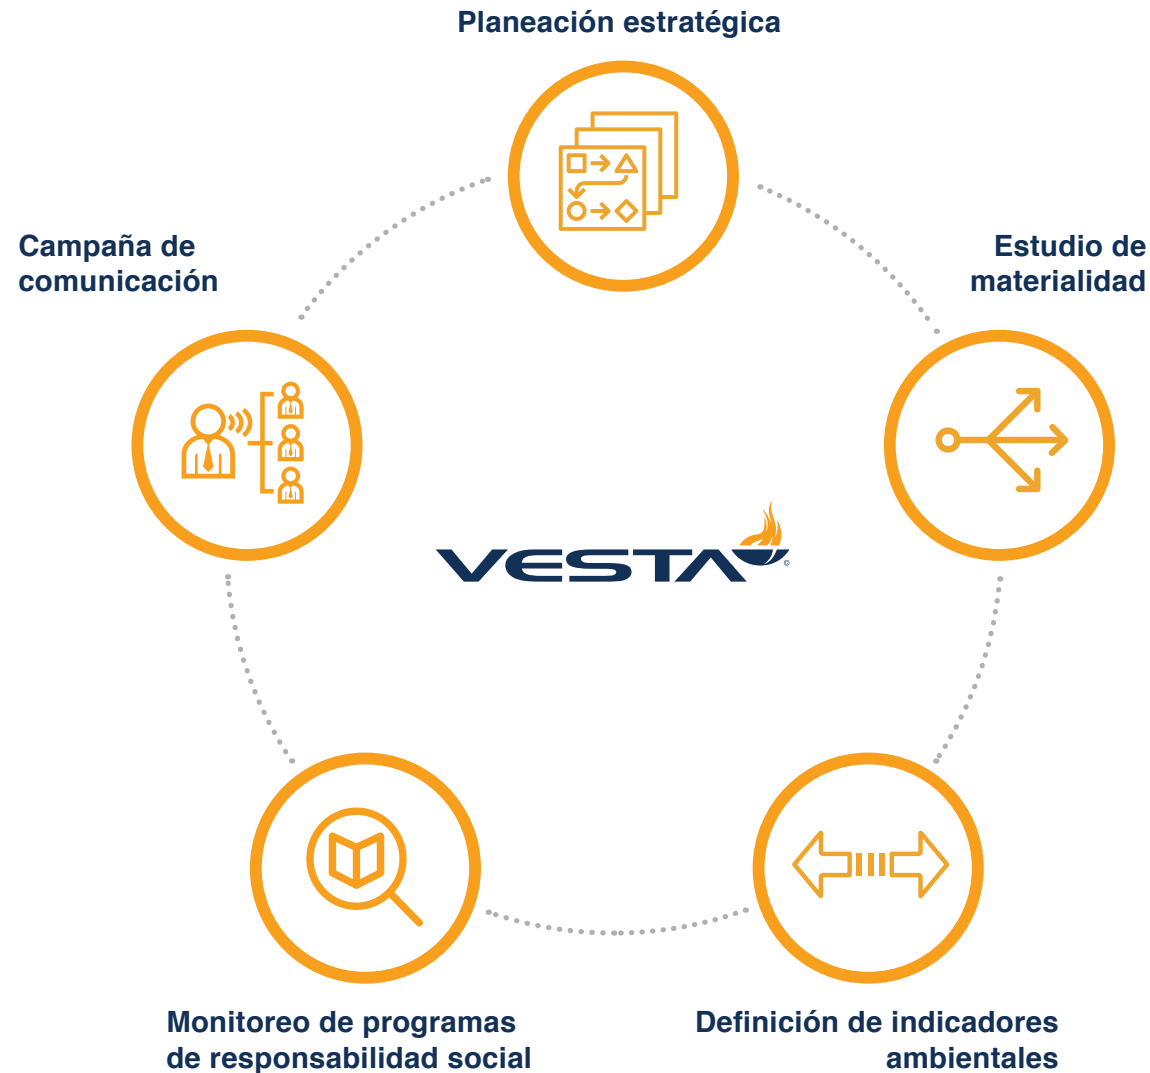 Planeación estratégica
Campaña de
comunicación
Estudio de
materialidad
VESTA
©
Monitoreo de programas
de responsabilidad social
Definición de indicadores
ambientales